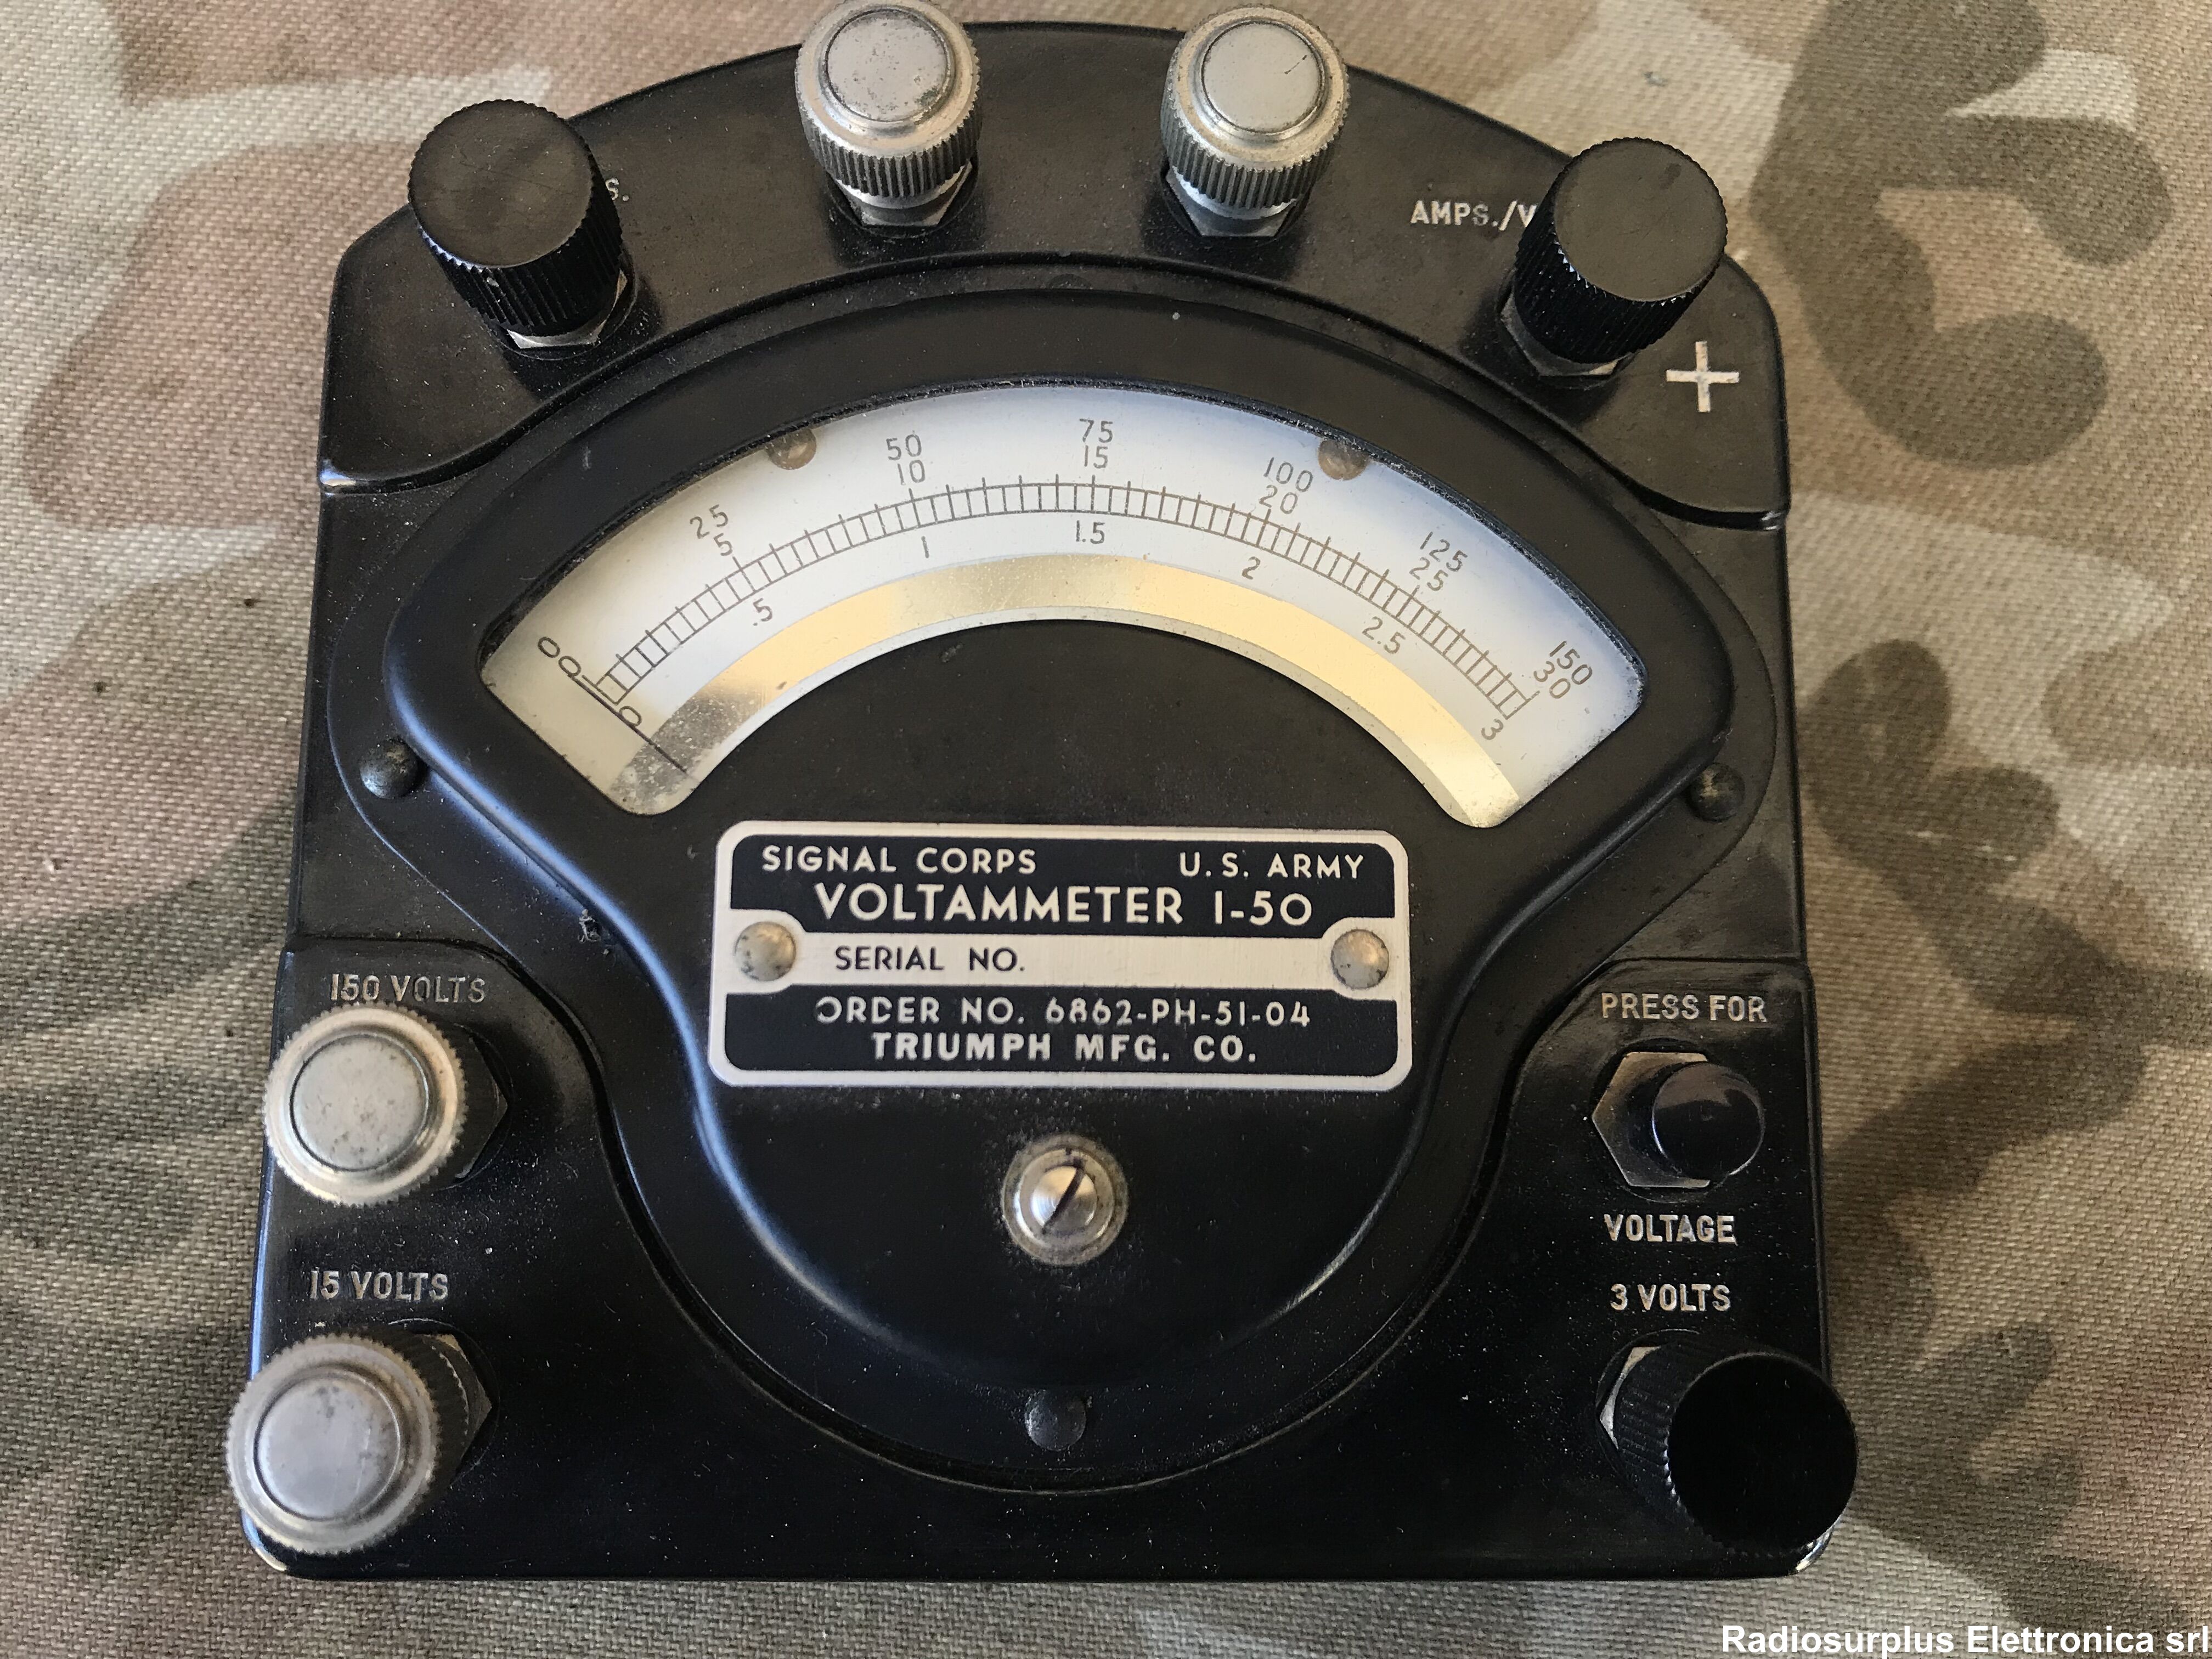 AMPS./
+
75
50 15 100
10 20
25 125
5 25
1 1.5 2
.5 2.5
0 150
0 30
0 3
SIGNAL CORPS U.S. ARMY
VOLTAMMETER I-50
SERIAL NO.
ORDER NO. 6862-PH-51-04
TRIUMPH MFG. CO.
150 VOLTS
PRESS FOR
VOLTAGE
15 VOLTS
3 VOLTS
Radiosurplus Elettronica srl